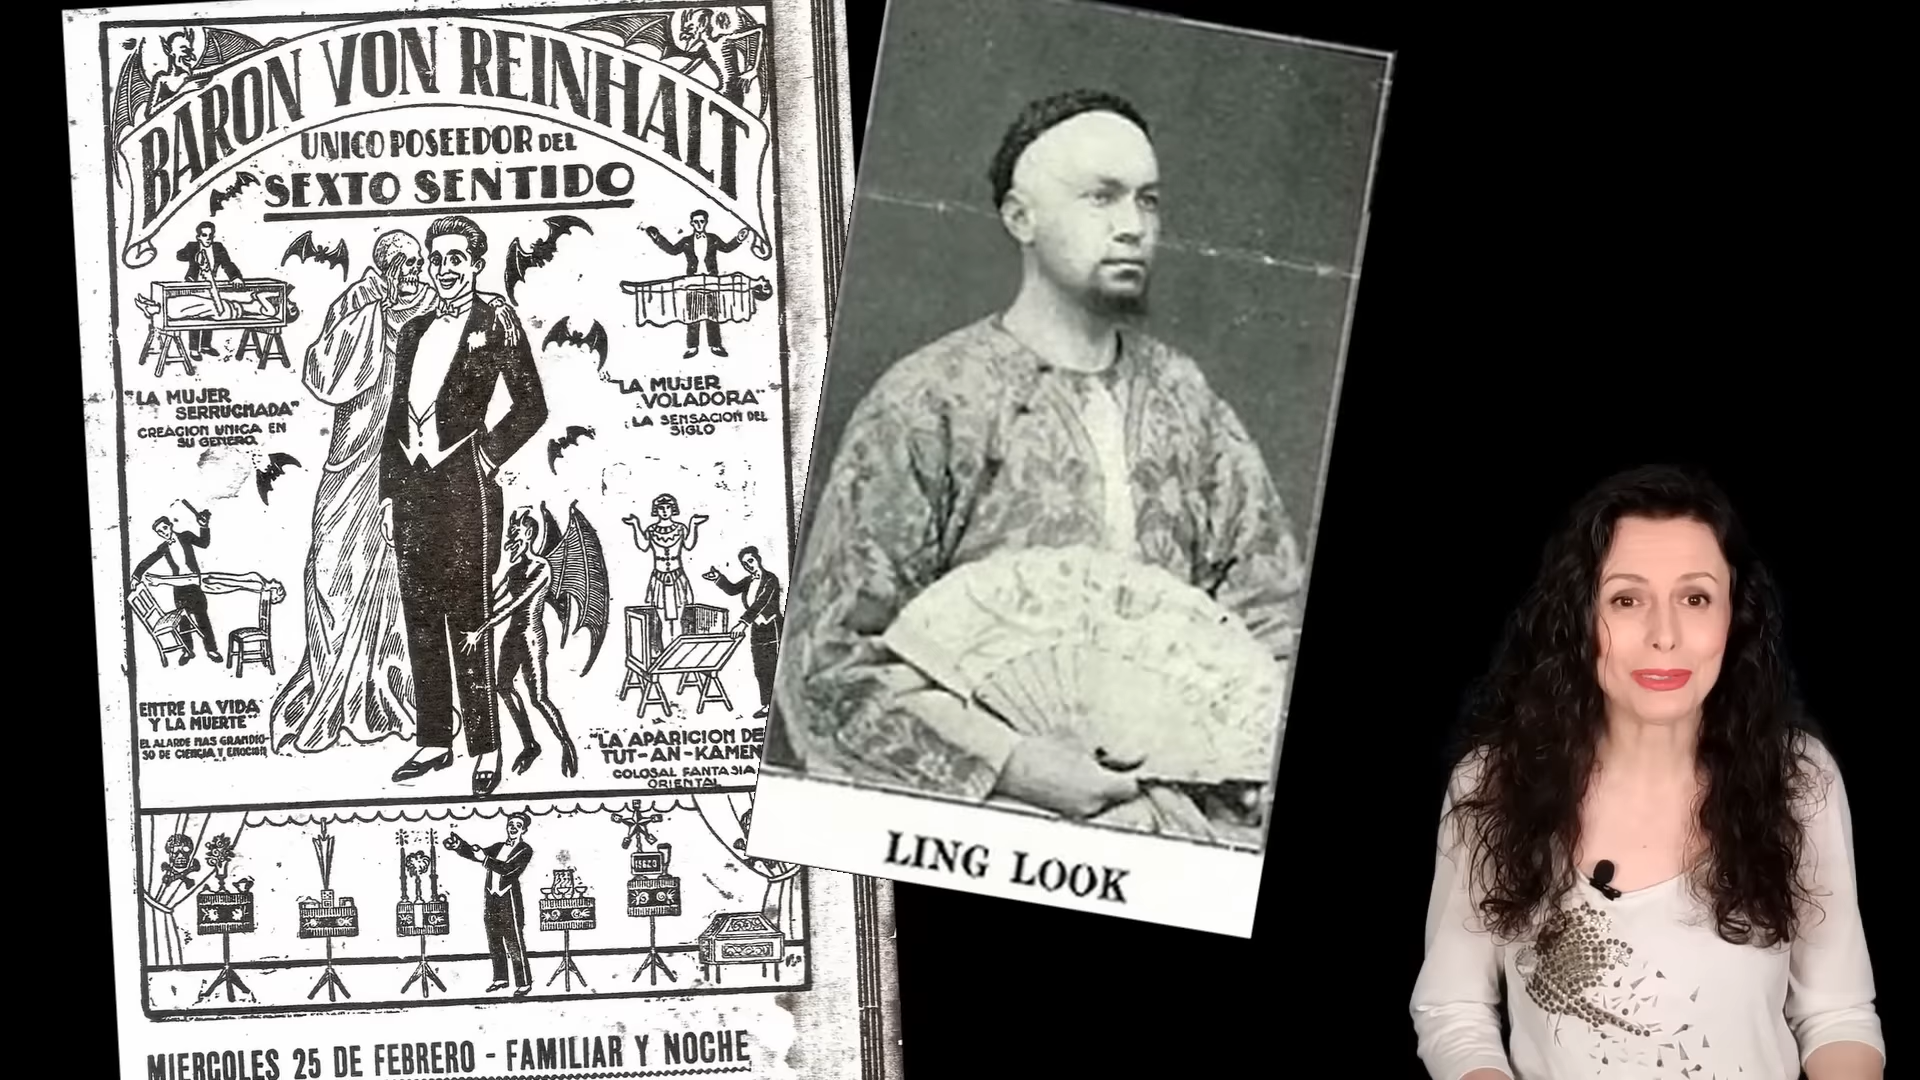 BARON VON REINHALT
UNICO POSEEDOR DEL
SEXTO SENTIDO
"LA MUJER
SERRUCHADA"
CREACION UNICA EN
SU GENERO.
"LA MUJER
VOLADORA"
LA SENSACION DEL
SIGLO
ENTRE LA VIDA
Y LA MUERTE"
EL ALARDE MAS GRANDIO-
SO DE CIENCIA Y EMOCION
"LA APARICION DE
TUT-AN-KAMEN
COLOSAL FANTASIA
ORIENTAL
MIERCOLES 25 DE FEBRERO - FAMILIAR Y NOCHE
LING LOOK